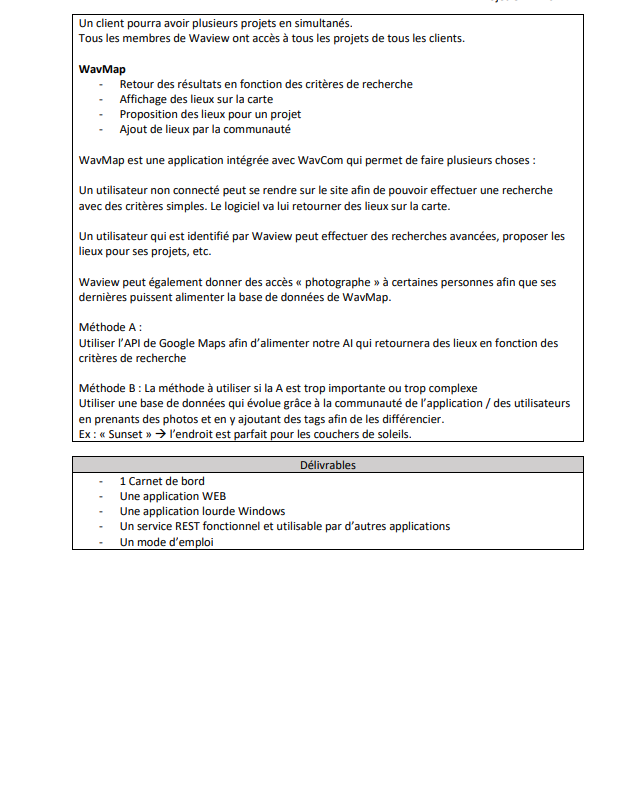 Un client pourra avoir plusieurs projets en simultanés.
Tous les membres de Waview ont accès à tous les projets de tous les clients.
WavMap
- Retour des résultats en fonction des critères de recherche
- Affichage des lieux sur la carte
- Proposition des lieux pour un projet
- Ajout de lieux par la communauté
WavMap est une application intégrée avec WavCom qui permet de faire plusieurs choses :
Un utilisateur non connecté peut se rendre sur le site afin de pouvoir effectuer une recherche
avec des critères simples. Le logiciel va lui retourner des lieux sur la carte.
Un utilisateur qui est identifié par Waview peut effectuer des recherches avancées, proposer les
lieux pour ses projets, etc.
Waview peut également donner des accès « photographe » à certaines personnes afin que ses
dernières puissent alimenter la base de données de WavMap.
Méthode A :
Utiliser l’API de Google Maps afin d’alimenter notre AI qui retournera des lieux en fonction des
critères de recherche
Méthode B : La méthode à utiliser si la A est trop importante ou trop complexe
Utiliser une base de données qui évolue grâce à la communauté de l’application / des utilisateurs
en prenants des photos et en y ajoutant des tags afin de les différencier.
Ex : « Sunset » → l’endroit est parfait pour les couchers de soleils.
Délivrables
- 1 Carnet de bord
- Une application WEB
- Une application lourde Windows
- Un service REST fonctionnel et utilisable par d’autres applications
- Un mode d’emploi